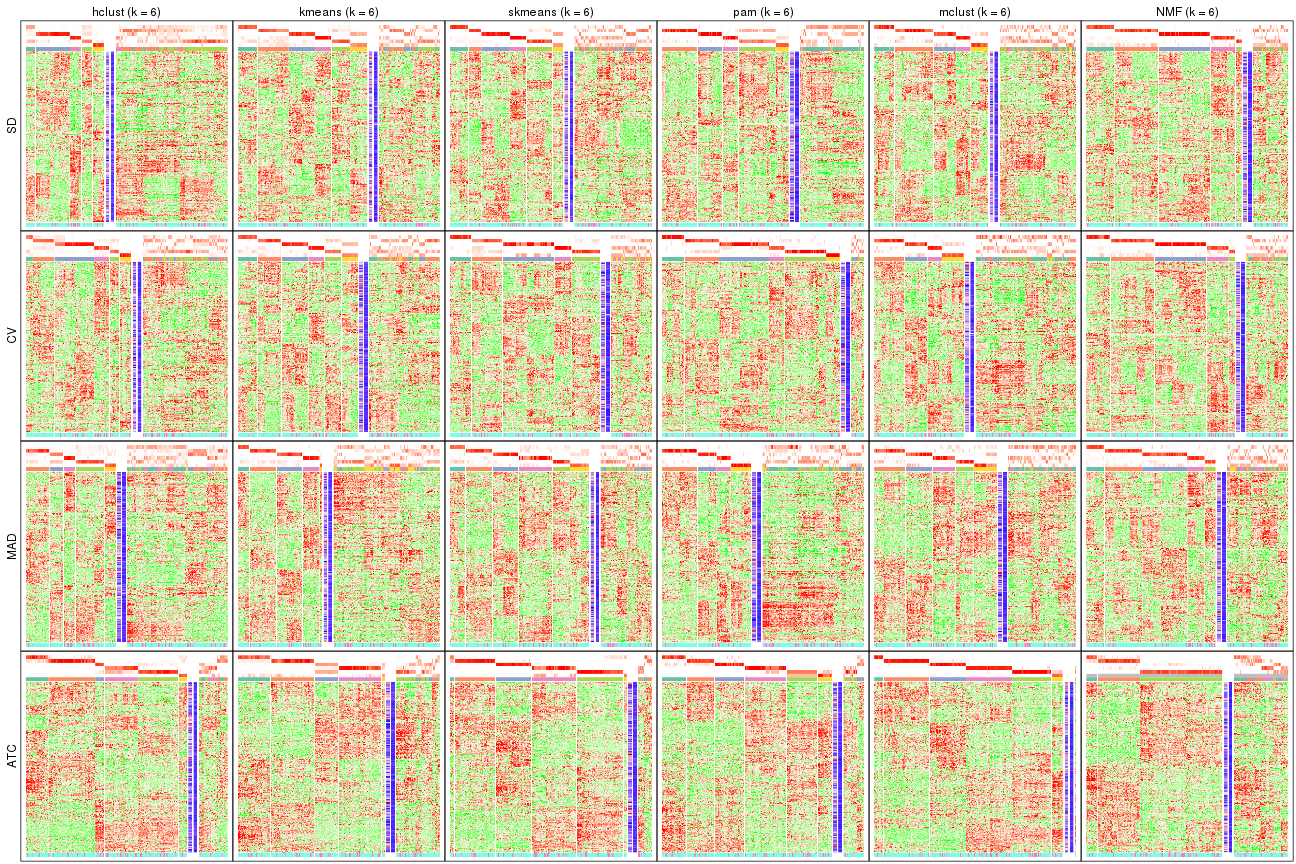 hclust (k = 6)
kmeans (k = 6)
skmeans (k = 6)
pam (k = 6)
mclust (k = 6)
NMF (k = 6)
SD
CV
MAD
ATC